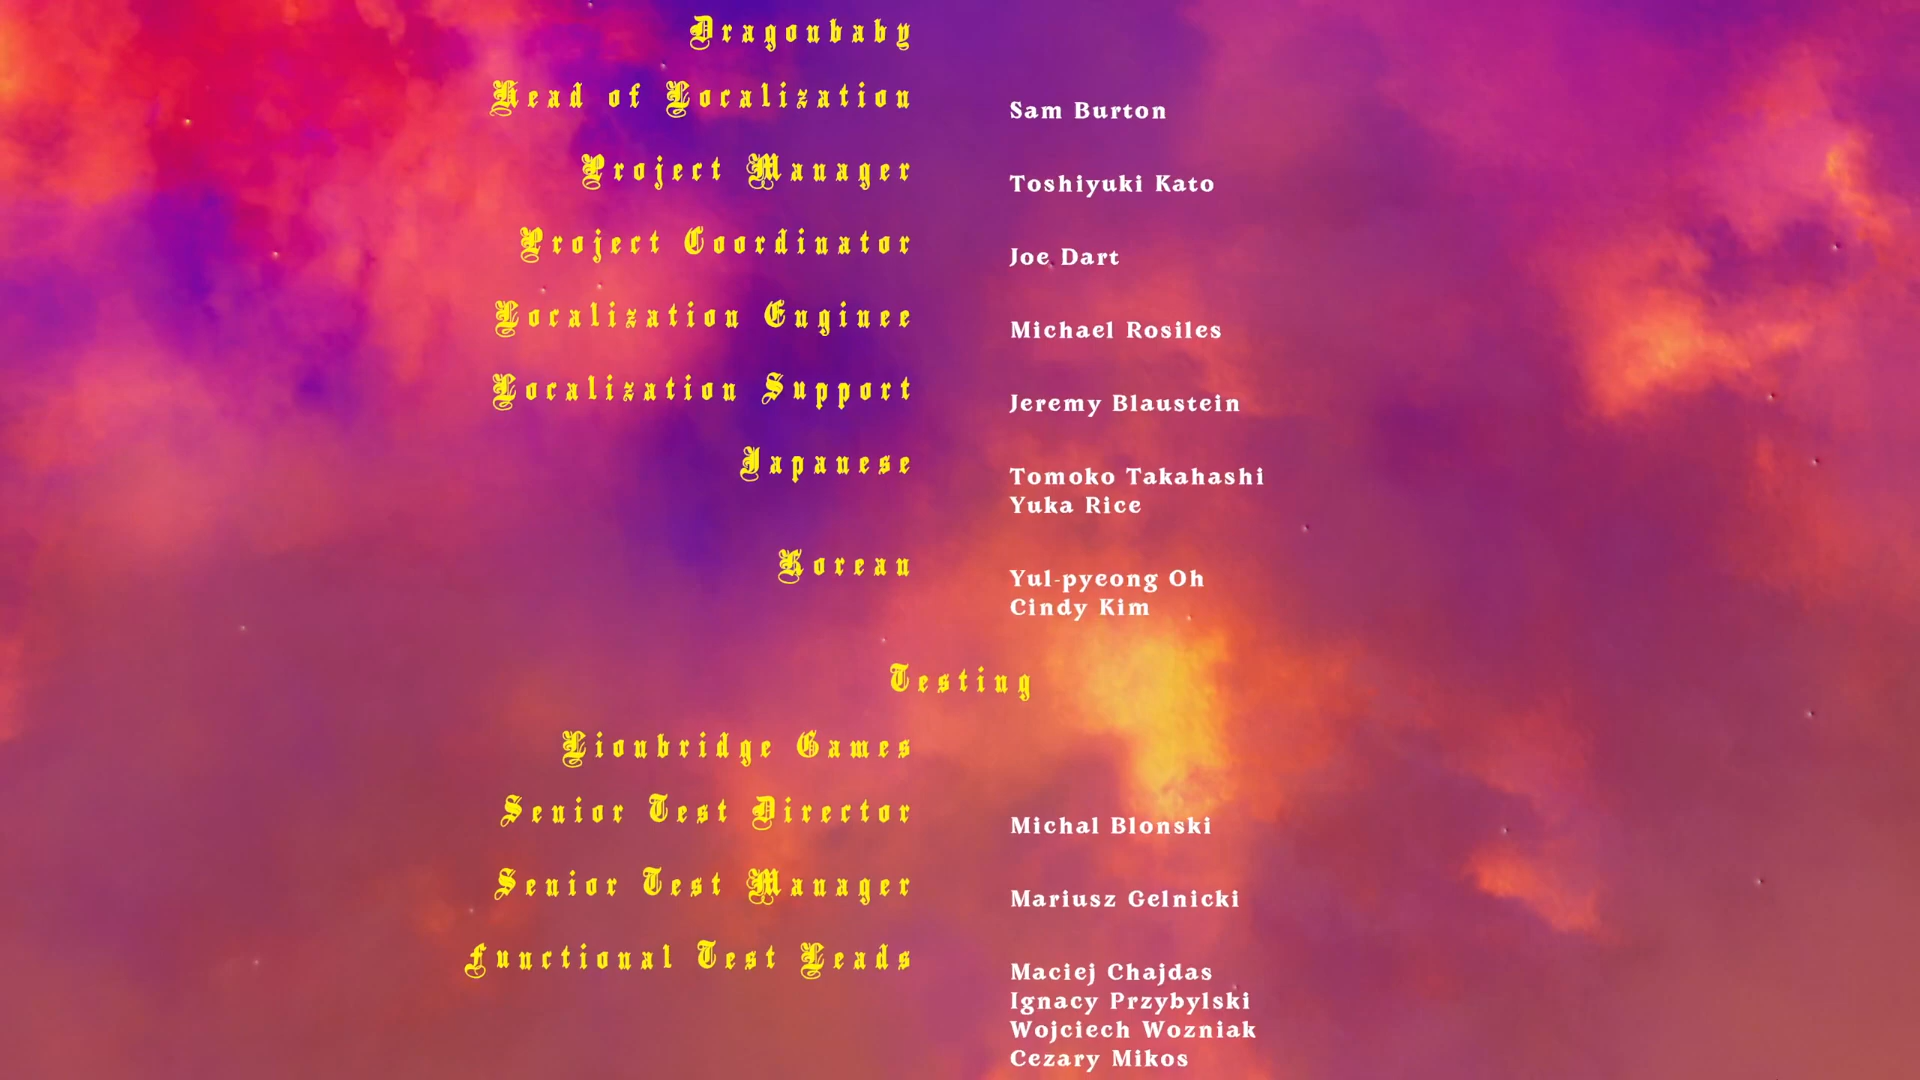 Dragonbaby
Head of Localization
Sam Burton
Project Manager
Toshiyuki Kato
Project Coordinator
Joe Dart
Localization Enginee
Michael Rosiles
Localization Support
Jeremy Blaustein
Japanese
Tomoko Takahashi
Yuka Rice
Korean
Yul-pyeong Oh
Cindy Kim
Testing
Lionbridge Games
Senior Test Director
Michal Blonski
Senior Test Manager
Mariusz Gelnicki
Functional Test Leads
Maciej Chajdas
Ignacy Przybylski
Wojciech Wozniak
Cezary Mikos